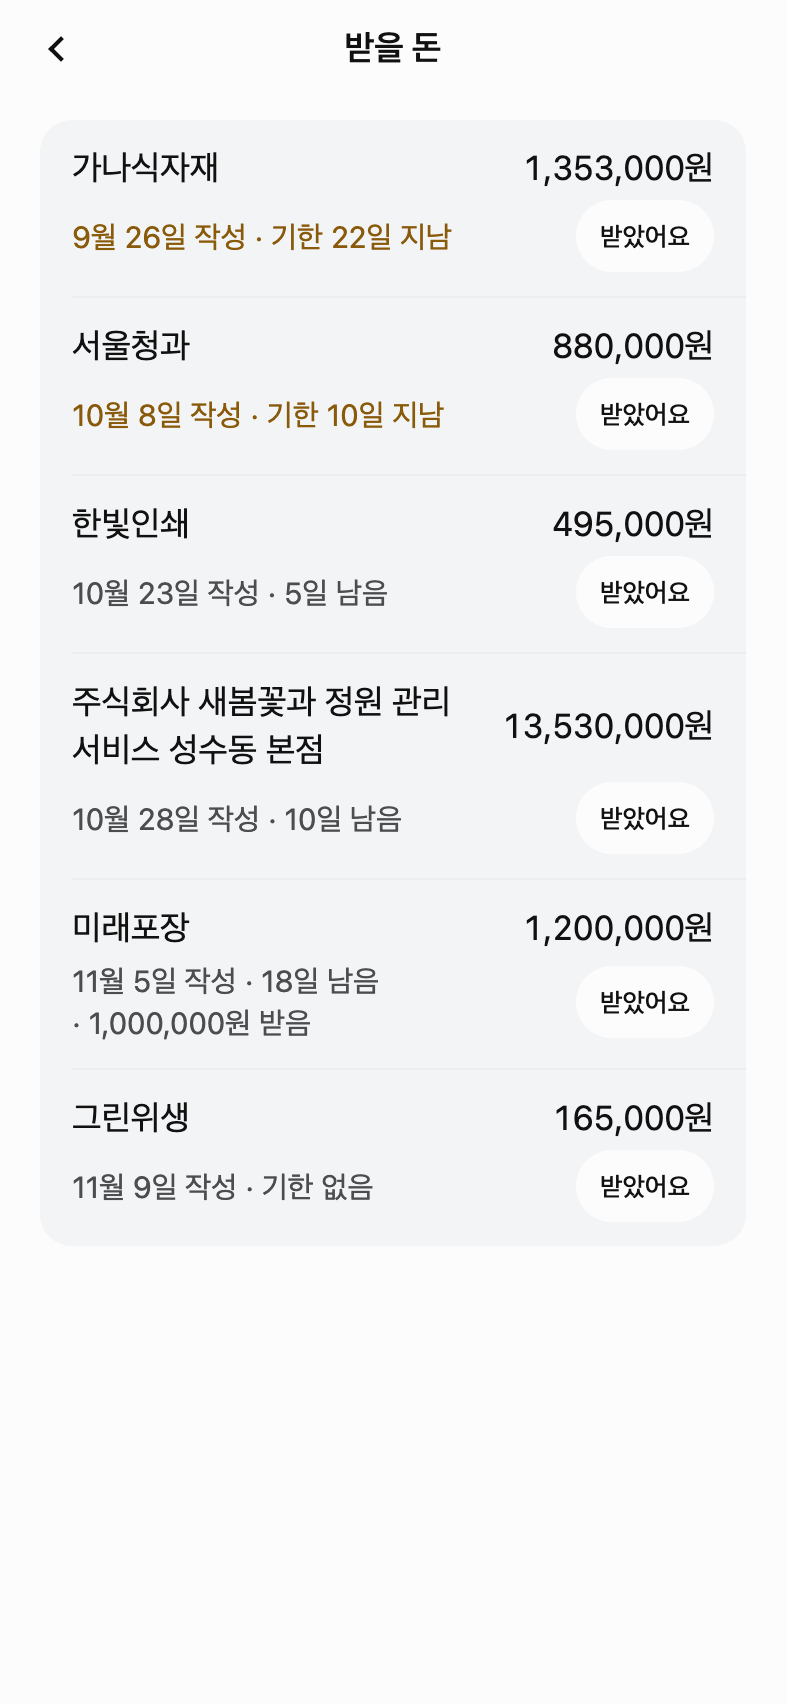 받을 돈
가나식자재 1,353,000원
9월 26일 작성 · 기한 22일 지남 받았어요
서울청과 880,000원
10월 8일 작성 · 기한 10일 지남 받았어요
한빛인쇄 495,000원
10월 23일 작성 · 5일 남음 받았어요
주식회사 새봄꽃과 정원 관리
서비스 성수동 본점 13,530,000원
10월 28일 작성 · 10일 남음 받았어요
미래포장 1,200,000원
11월 5일 작성 · 18일 남음
· 1,000,000원 받음 받았어요
그린위생 165,000원
11월 9일 작성 · 기한 없음 받았어요